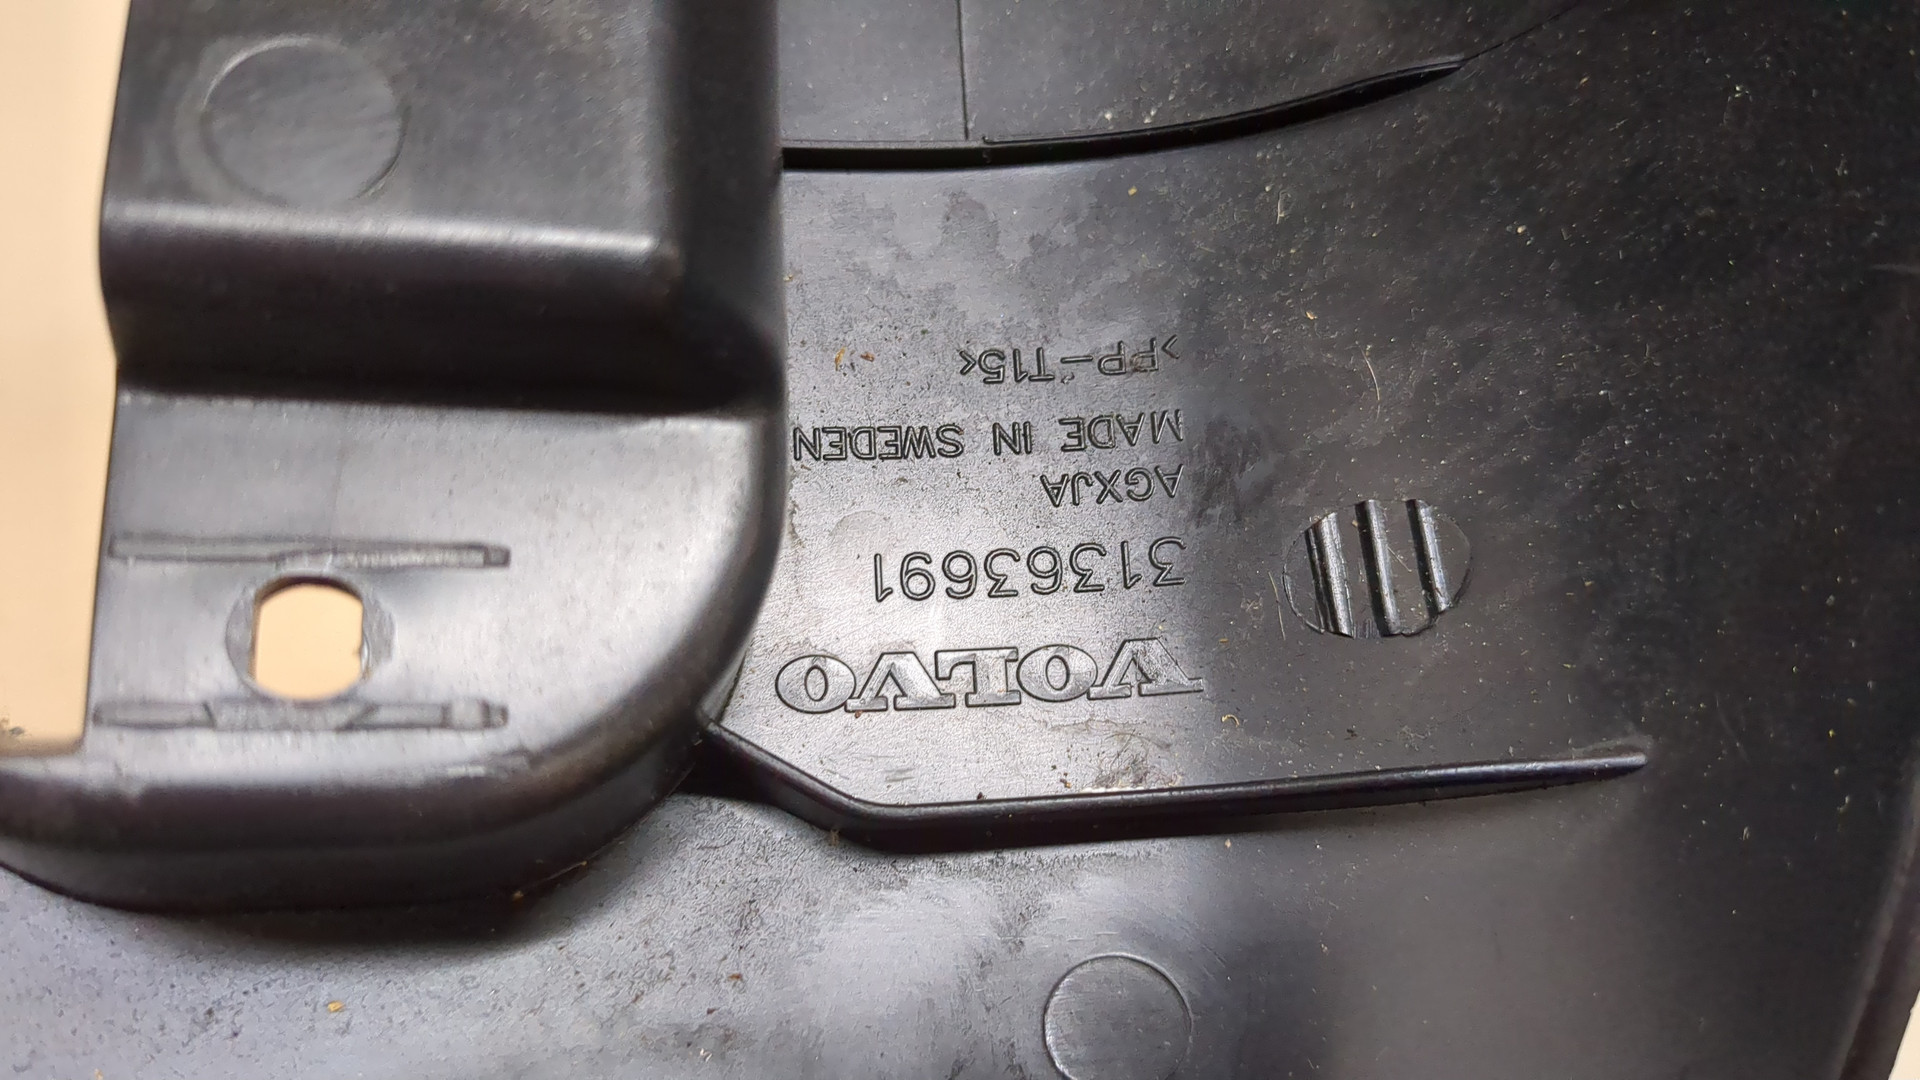 VOLVO
31363691
AGXJA
MADE IN SWEDEN
>PP-T15<